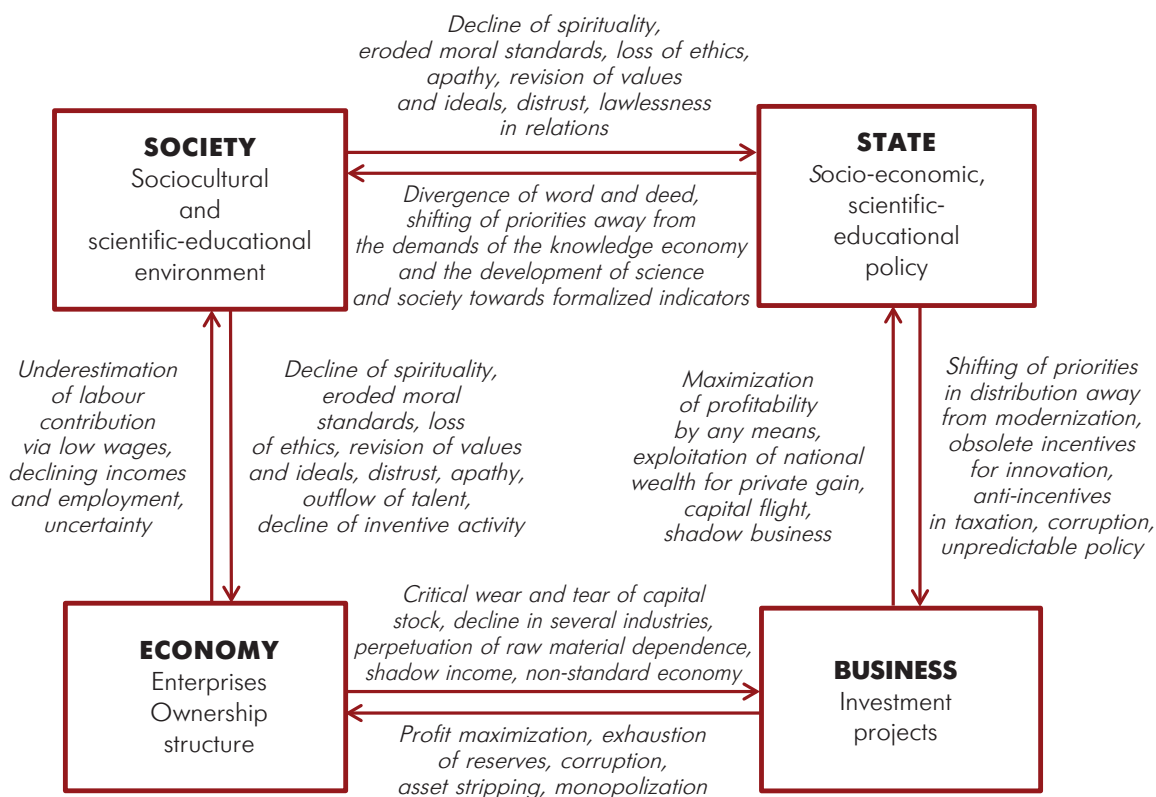 Decline of spirituality,
eroded moral standards, loss of ethics,
apathy, revision of values
and ideals, distrust, lawlessness
in relations
SOCIETY
Sociocultural
and
scientific-educational
environment
STATE
Socio-economic,
scientific-
educational
policy
Divergence of word and deed,
shifting of priorities away from
the demands of the knowledge economy
and the development of science
and society towards formalized indicators
Underestimation
of labour
contribution
via low wages,
declining incomes
and employment,
uncertainty
Decline of spirituality,
eroded moral
standards, loss
of ethics, revision of values
and ideals, distrust, apathy,
outflow of talent,
decline of inventive activity
Maximization
of profitability
by any means,
exploitation of national
wealth for private gain,
capital flight,
shadow business
Shifting of priorities
in distribution away
from modernization,
obsolete incentives
for innovation,
anti-incentives
in taxation, corruption,
unpredictable policy
ECONOMY
Enterprises
Ownership
structure
Critical wear and tear of capital
stock, decline in several industries,
perpetuation of raw material dependence,
shadow income, non-standard economy
BUSINESS
Investment
projects
Profit maximization, exhaustion
of reserves, corruption,
asset stripping, monopolization